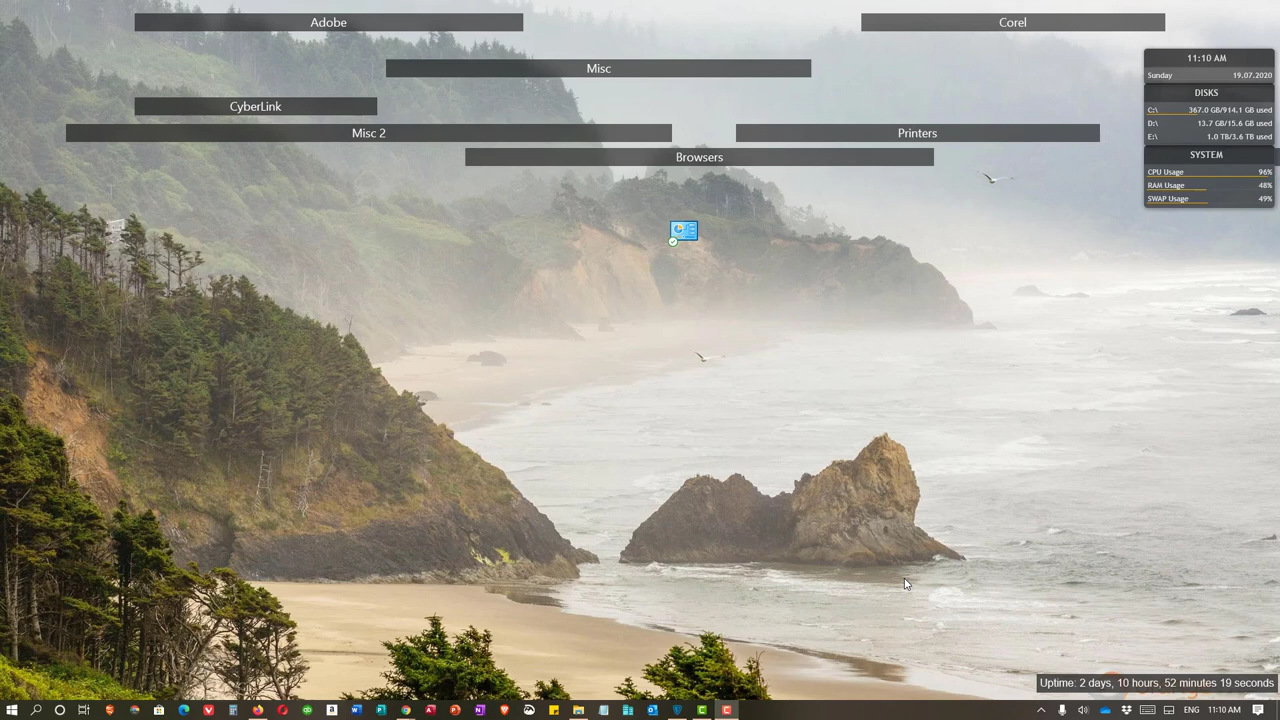 Adobe
Corel
Misc
CyberLink
Misc 2
Printers
Browsers
11:10 AM
Sunday 19.07.2020
DISKS
C:\ 367.0 GB/914.1 GB used
D:\ 13.7 GB/15.6 GB used
E:\ 1.0 TB/3.6 TB used
SYSTEM
CPU Usage 96%
RAM Usage 48%
SWAP Usage 49%
Uptime: 2 days, 10 hours, 52 minutes 19 seconds
ENG 11:10 AM